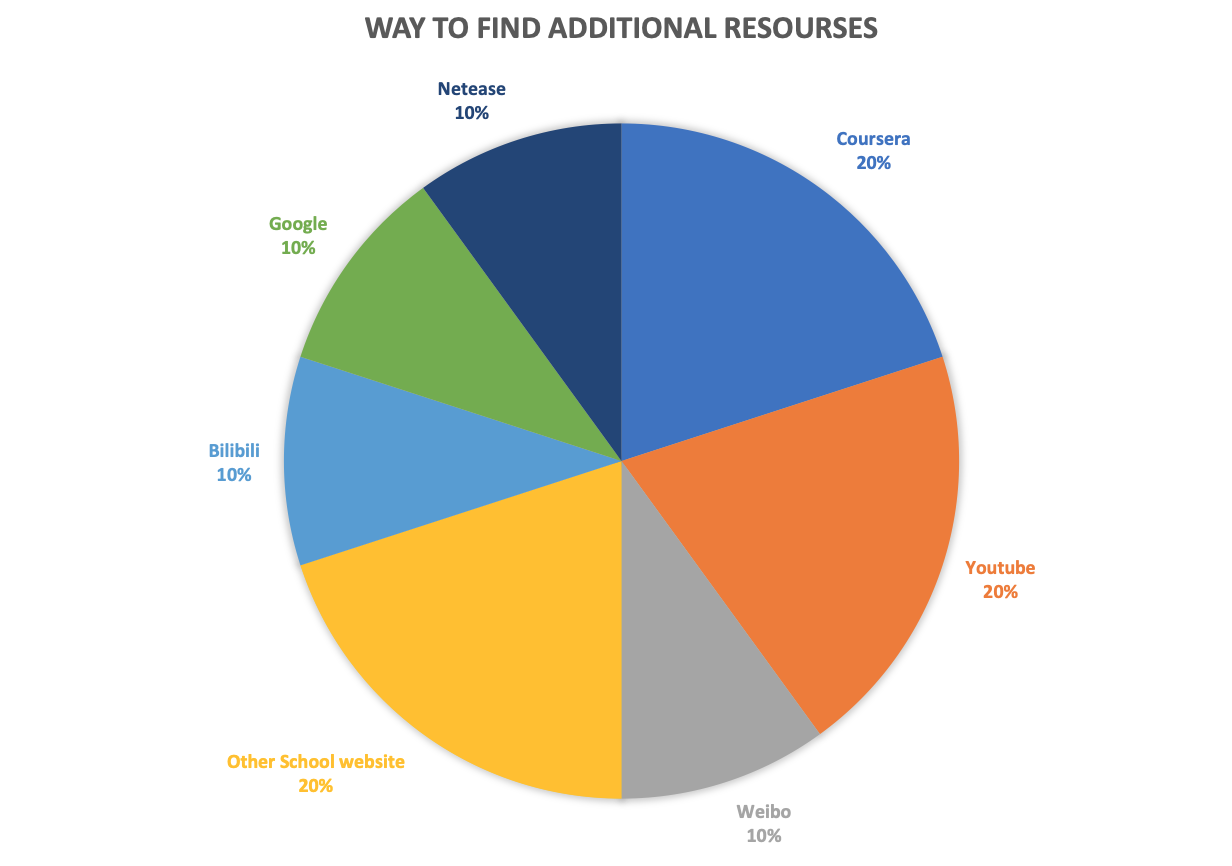 WAY TO FIND ADDITIONAL RESOURSES
Netease
10%
Coursera
20%
Google
10%
Bilibili
10%
Youtube
20%
Other School website
20%
Weibo
10%